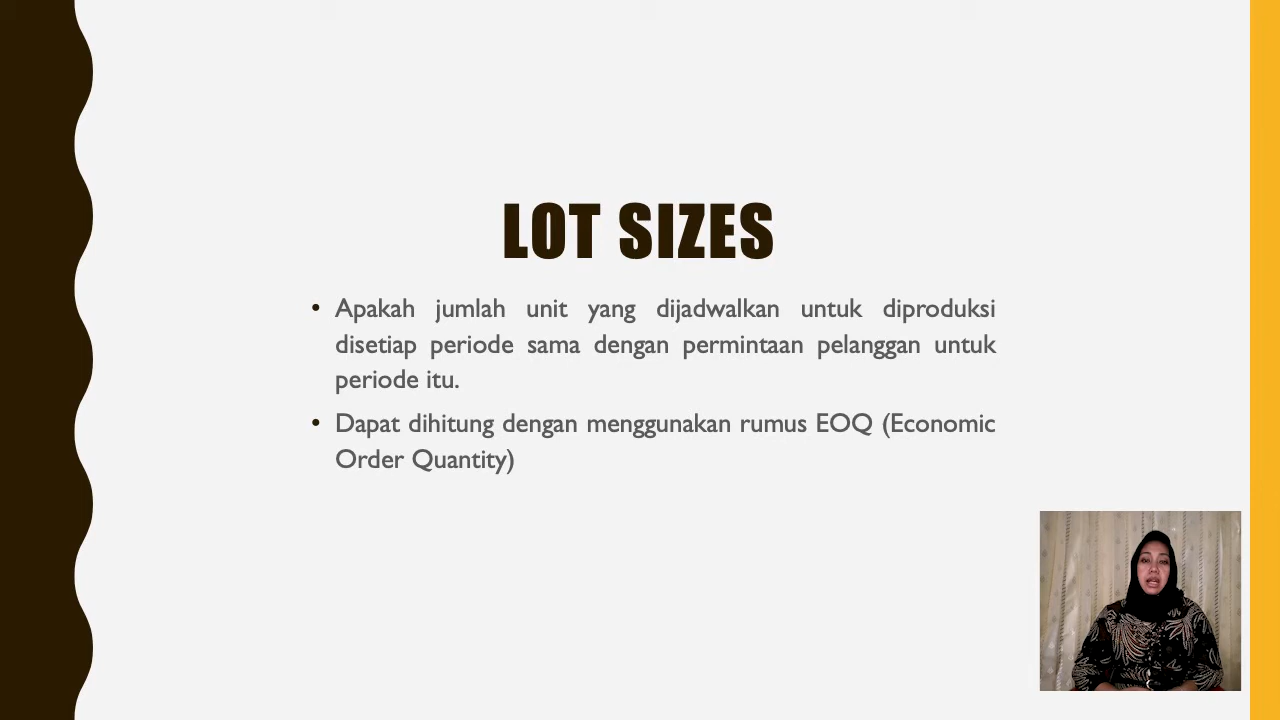 LOT SIZES
• Apakah jumlah unit yang dijadwalkan untuk diproduksi
disetiap periode sama dengan permintaan pelanggan untuk
periode itu.
• Dapat dihitung dengan menggunakan rumus EOQ (Economic
Order Quantity)